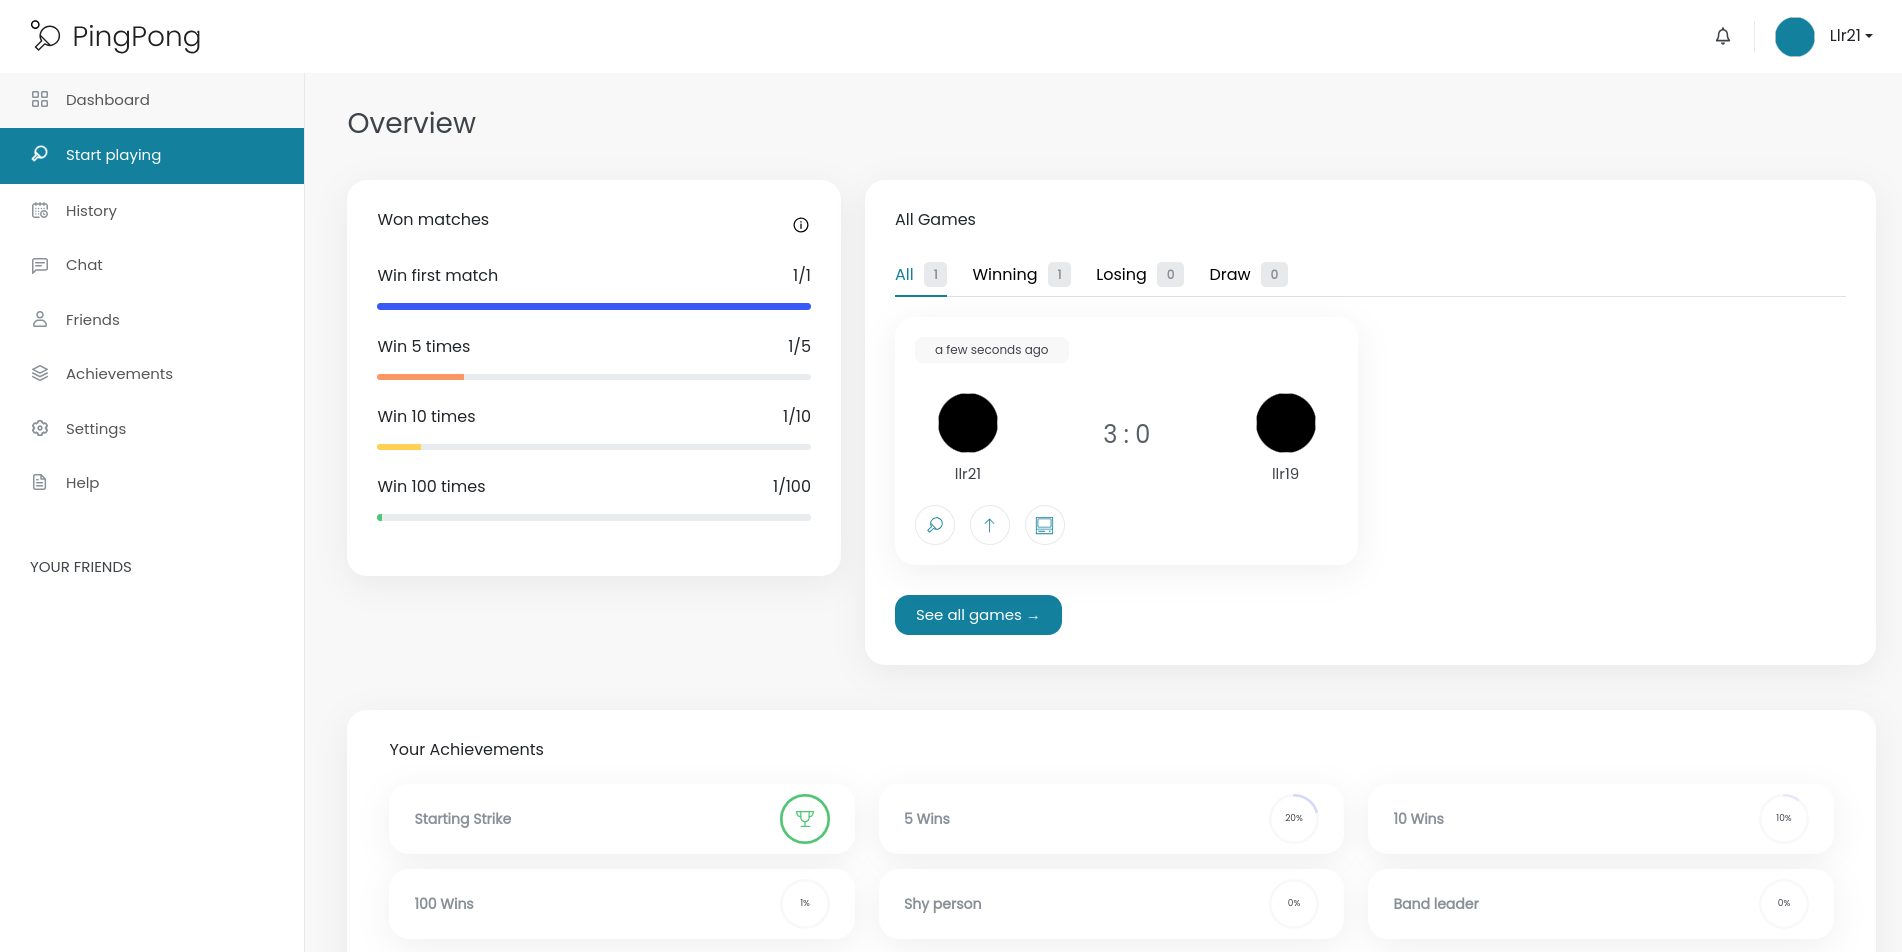 PingPong
Llr21
Dashboard
Start playing
History
Chat
Friends
Achievements
Settings
Help
YOUR FRIENDS
Overview
Won matches
Win first match 1/1
Win 5 times 1/5
Win 10 times 1/10
Win 100 times 1/100
All Games
All 1 Winning 1 Losing 0 Draw 0
a few seconds ago
3 : 0
llr21 llr19
See all games →
Your Achievements
Starting Strike
5 Wins 20%
10 Wins 10%
100 Wins 1%
Shy person 0%
Band leader 0%